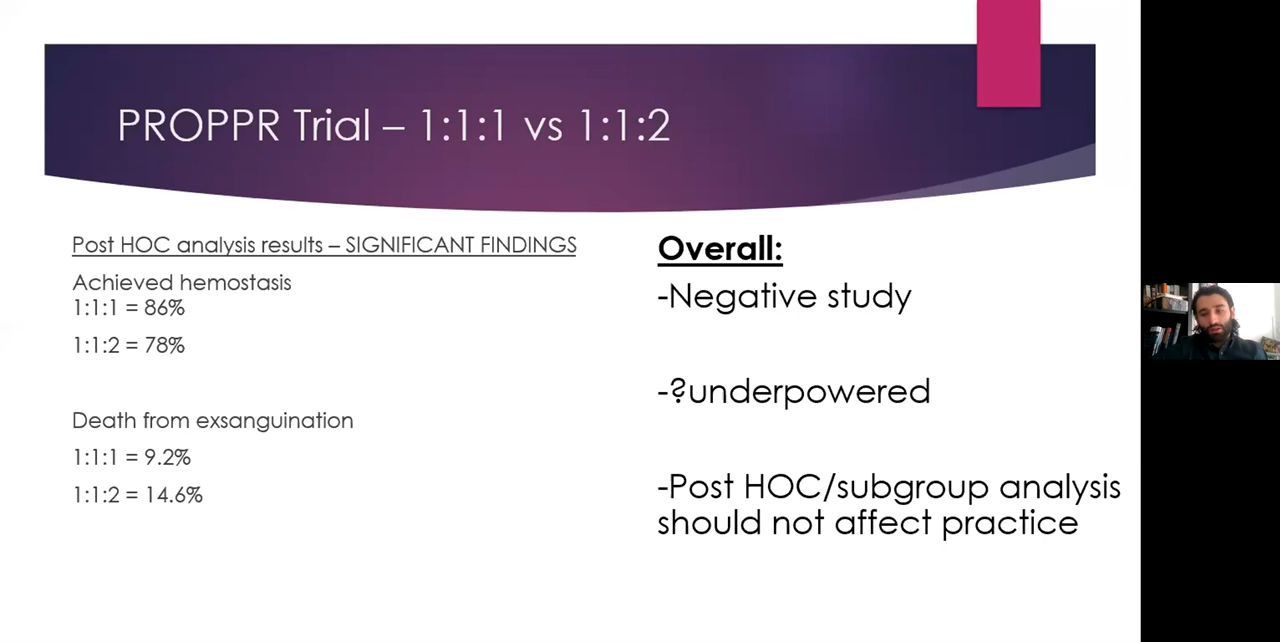 PROPPR Trial – 1:1:1 vs 1:1:2
Post HOC analysis results – SIGNIFICANT FINDINGS
Achieved hemostasis
1:1:1 = 86%
1:1:2 = 78%
Death from exsanguination
1:1:1 = 9.2%
1:1:2 = 14.6%
Overall:
-Negative study
-?underpowered
-Post HOC/subgroup analysis
should not affect practice